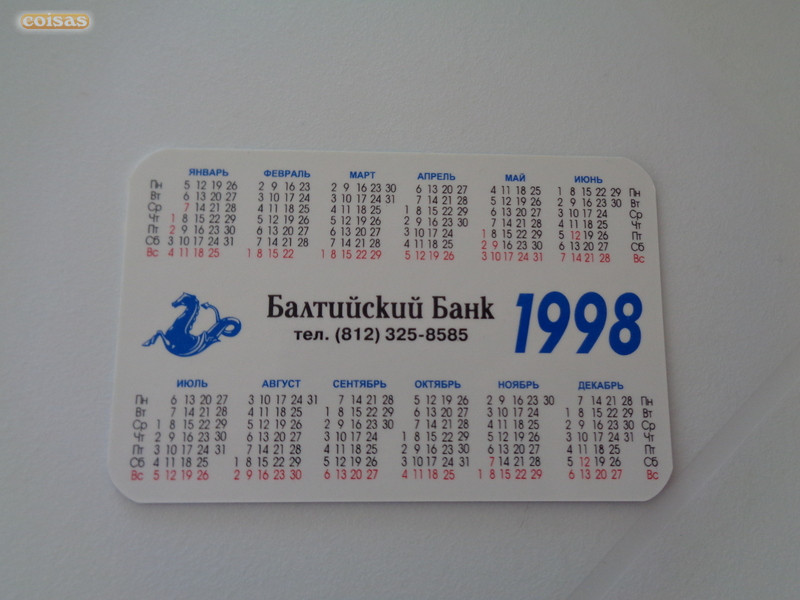 coisas
ЯНВАРЬ ФЕВРАЛЬ МАРТ АПРЕЛЬ МАЙ ИЮНЬ
Пн 5 12 19 26 2 9 16 23 2 9 16 23 30 6 13 20 27 4 11 18 25 1 8 15 22 29 Пн
Вт 6 13 20 27 3 10 17 24 3 10 17 24 31 7 14 21 28 5 12 19 26 2 9 16 23 30 Вт
Ср 7 14 21 28 4 11 18 25 4 11 18 25 1 8 15 22 29 6 13 20 27 3 10 17 24 Ср
Чт 1 8 15 22 29 5 12 19 26 5 12 19 26 2 9 16 23 30 7 14 21 28 4 11 18 25 Чт
Пт 2 9 16 23 30 6 13 20 27 6 13 20 27 3 10 17 24 1 8 15 22 29 5 12 19 26 Пт
Сб 3 10 17 24 31 7 14 21 28 7 14 21 28 4 11 18 25 2 9 16 23 30 6 13 20 27 Сб
Вс 4 11 18 25 1 8 15 22 1 8 15 22 29 5 12 19 26 3 10 17 24 31 7 14 21 28 Вс
Балтийский Банк
тел. (812) 325-8585
1998
ИЮЛЬ АВГУСТ СЕНТЯБРЬ ОКТЯБРЬ НОЯБРЬ ДЕКАБРЬ
Пн 6 13 20 27 3 10 17 24 31 7 14 21 28 5 12 19 26 2 9 16 23 30 7 14 21 28 Пн
Вт 7 14 21 28 4 11 18 25 1 8 15 22 29 6 13 20 27 3 10 17 24 1 8 15 22 29 Вт
Ср 1 8 15 22 29 5 12 19 26 2 9 16 23 30 7 14 21 28 4 11 18 25 2 9 16 23 30 Ср
Чт 2 9 16 23 30 6 13 20 27 3 10 17 24 1 8 15 22 29 5 12 19 26 3 10 17 24 31 Чт
Пт 3 10 17 24 31 7 14 21 28 4 11 18 25 2 9 16 23 30 6 13 20 27 4 11 18 25 Пт
Сб 4 11 18 25 1 8 15 22 29 5 12 19 26 3 10 17 24 31 7 14 21 28 5 12 19 26 Сб
Вс 5 12 19 26 2 9 16 23 30 6 13 20 27 4 11 18 25 1 8 15 22 29 6 13 20 27 Вс